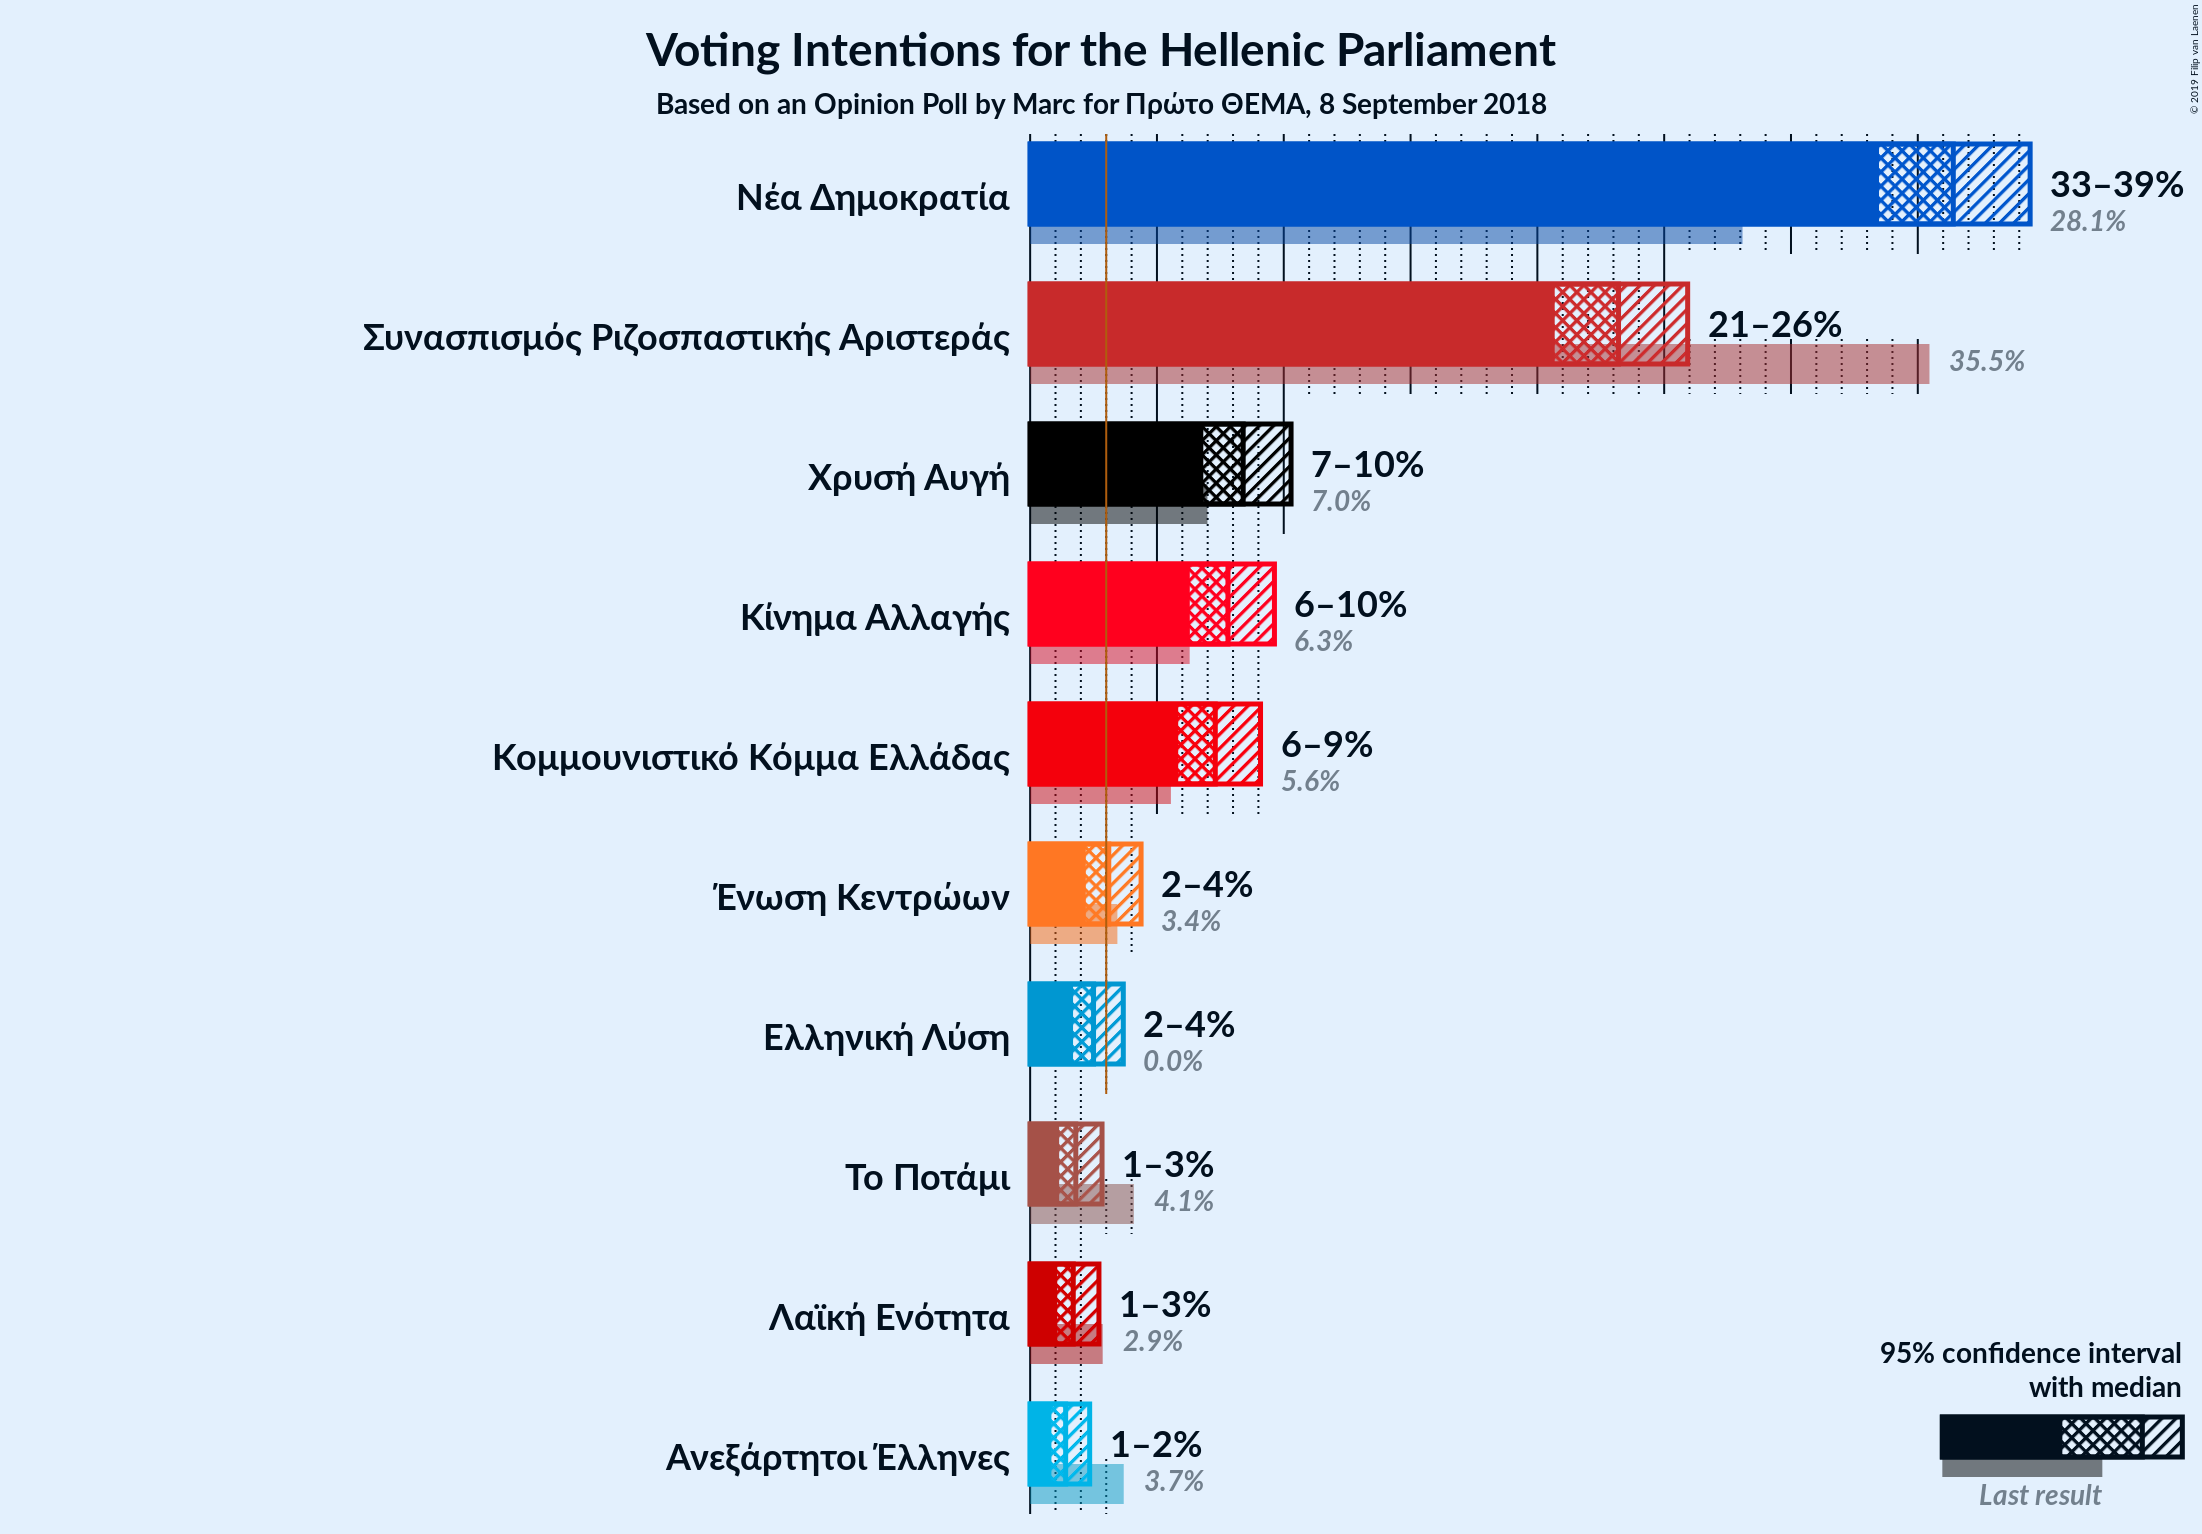 © 2019 Filip van Laenen
Voting Intentions for the Hellenic Parliament
Based on an Opinion Poll by Marc for Πρώτο ΘΕΜΑ, 8 September 2018
Νέα Δημοκρατία
33–39%
28.1%
Συνασπισμός Ριζοσπαστικής Αριστεράς
21–26%
35.5%
Χρυσή Αυγή
7–10%
7.0%
Κίνημα Αλλαγής
6–10%
6.3%
Κομμουνιστικό Κόμμα Ελλάδας
6–9%
5.6%
Ένωση Κεντρώων
2–4%
3.4%
Ελληνική Λύση
2–4%
0.0%
Το Ποτάμι
1–3%
4.1%
Λαϊκή Ενότητα
1–3%
2.9%
Ανεξάρτητοι Έλληνες
1–2%
3.7%
95% confidence interval
with median
Last result